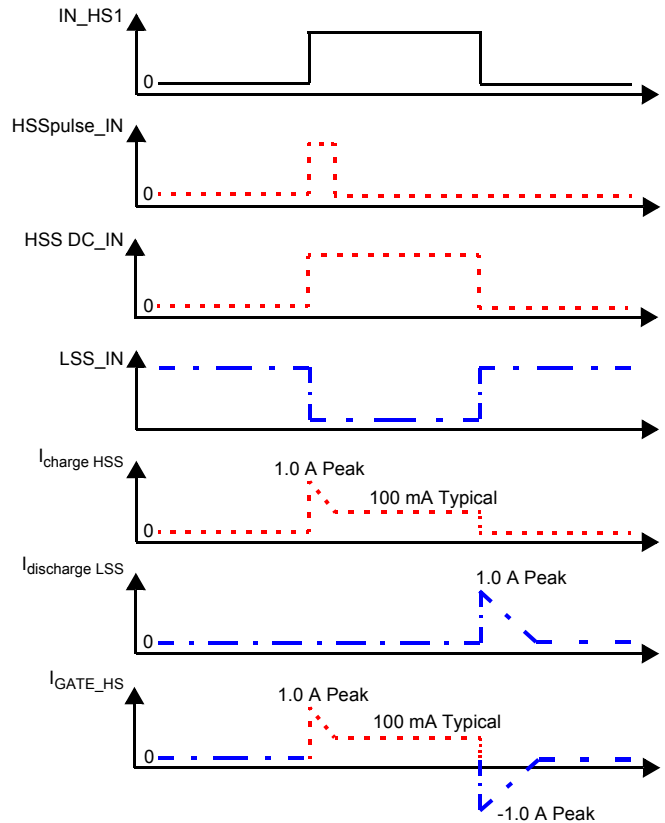 IN_HS1
0
HSSpulse_IN
0
HSS DC_IN
0
LSS_IN
Icharge HSS
1.0 A Peak
100 mA Typical
0
Idischarge LSS
1.0 A Peak
0
IGATE_HS
1.0 A Peak
100 mA Typical
0
-1.0 A Peak